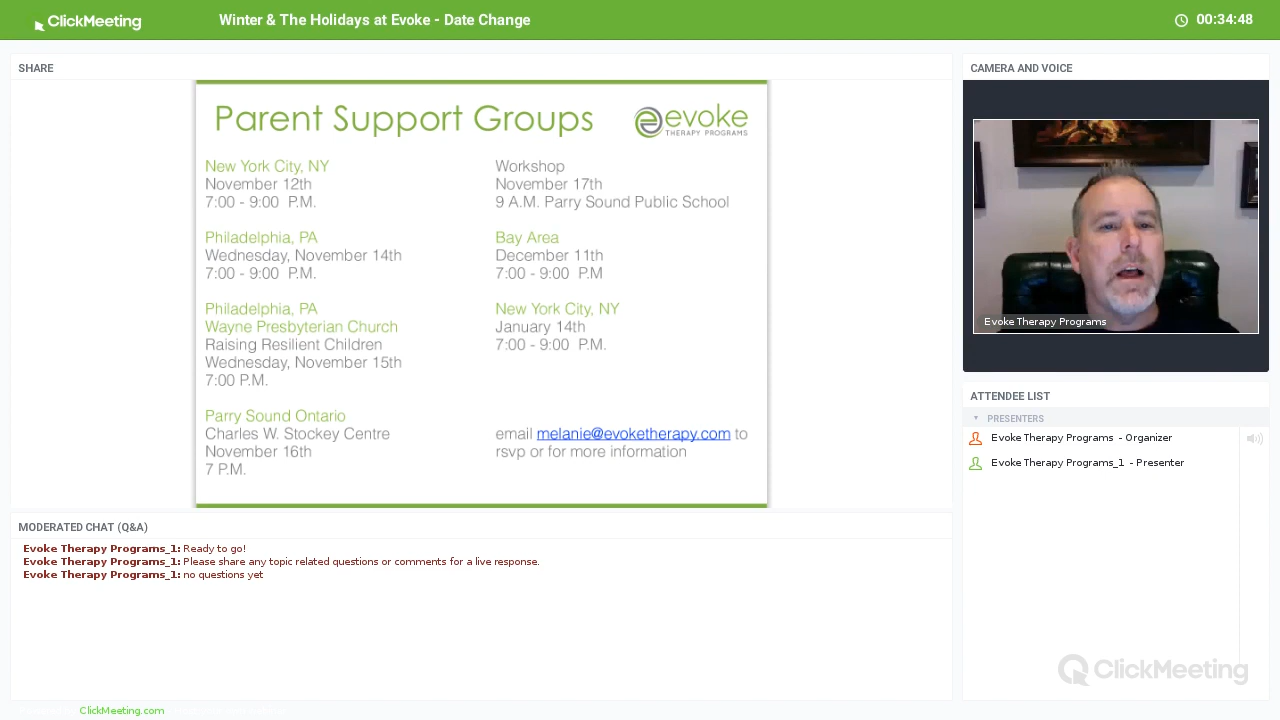 ClickMeeting
Winter & The Holidays at Evoke - Date Change
00:34:48
SHARE
Parent Support Groups
evoke
THERAPY PROGRAMS
New York City, NY
November 12th
7:00 - 9:00 P.M.
Philadelphia, PA
Wednesday, November 14th
7:00 - 9:00 P.M.
Philadelphia, PA
Wayne Presbyterian Church
Raising Resilient Children
Wednesday, November 15th
7:00 P.M.
Parry Sound Ontario
Charles W. Stockey Centre
November 16th
7 P.M.
Workshop
November 17th
9 A.M. Parry Sound Public School
Bay Area
December 11th
7:00 - 9:00 P.M
New York City, NY
January 14th
7:00 - 9:00 P.M.
email melanie@evoketherapy.com to
rsvp or for more information
CAMERA AND VOICE
Evoke Therapy Programs
ATTENDEE LIST
PRESENTERS
Evoke Therapy Programs - Organizer
Evoke Therapy Programs_1 - Presenter
MODERATED CHAT (Q&A)
Evoke Therapy Programs_1: Ready to go!
Evoke Therapy Programs_1: Please share any topic related questions or comments for a live response.
Evoke Therapy Programs_1: no questions yet
ClickMeeting
ClickMeeting.com